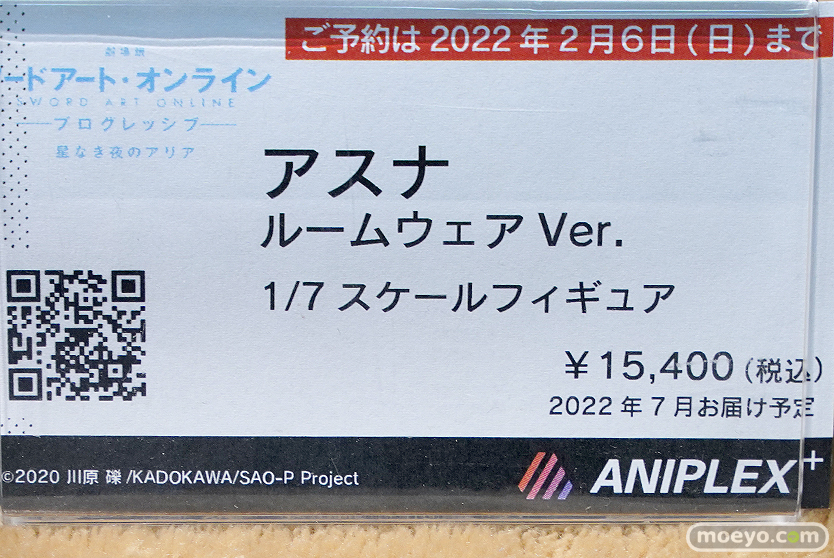 ご予約は2022年2月6日(日)まで
劇場版
ードアート・オンライン
SWORD ART ONLINE
プログレッシブ
星なき夜のアリア
アスナ
ルームウェア Ver.
1/7 スケールフィギュア
¥15,400(税込)
2022年7月お届け予定
©2020 川原 礫/KADOKAWA/SAO-P Project
ANIPLEX+
moeyo.com